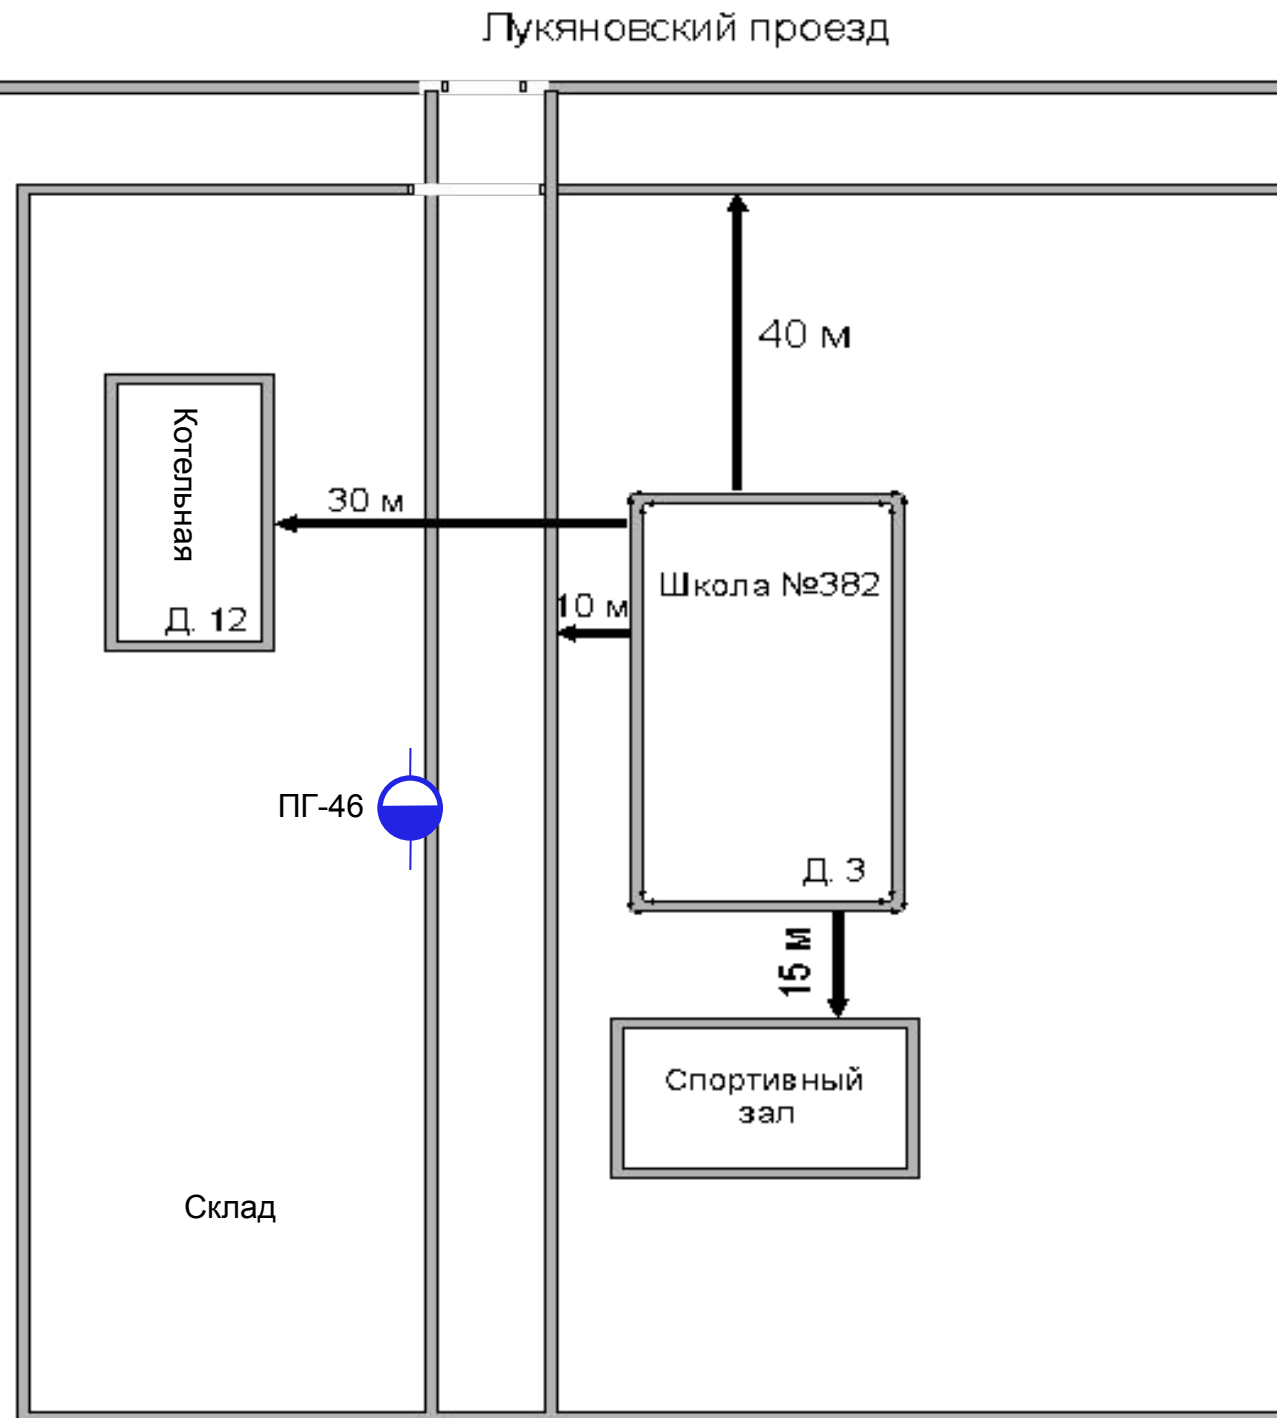 Лукяновский проезд
40 м
Котельная
Д. 12
30 м
10 м
Школа №382
Д. 3
ПГ-46
15 м
Спортивный
зал
Склад